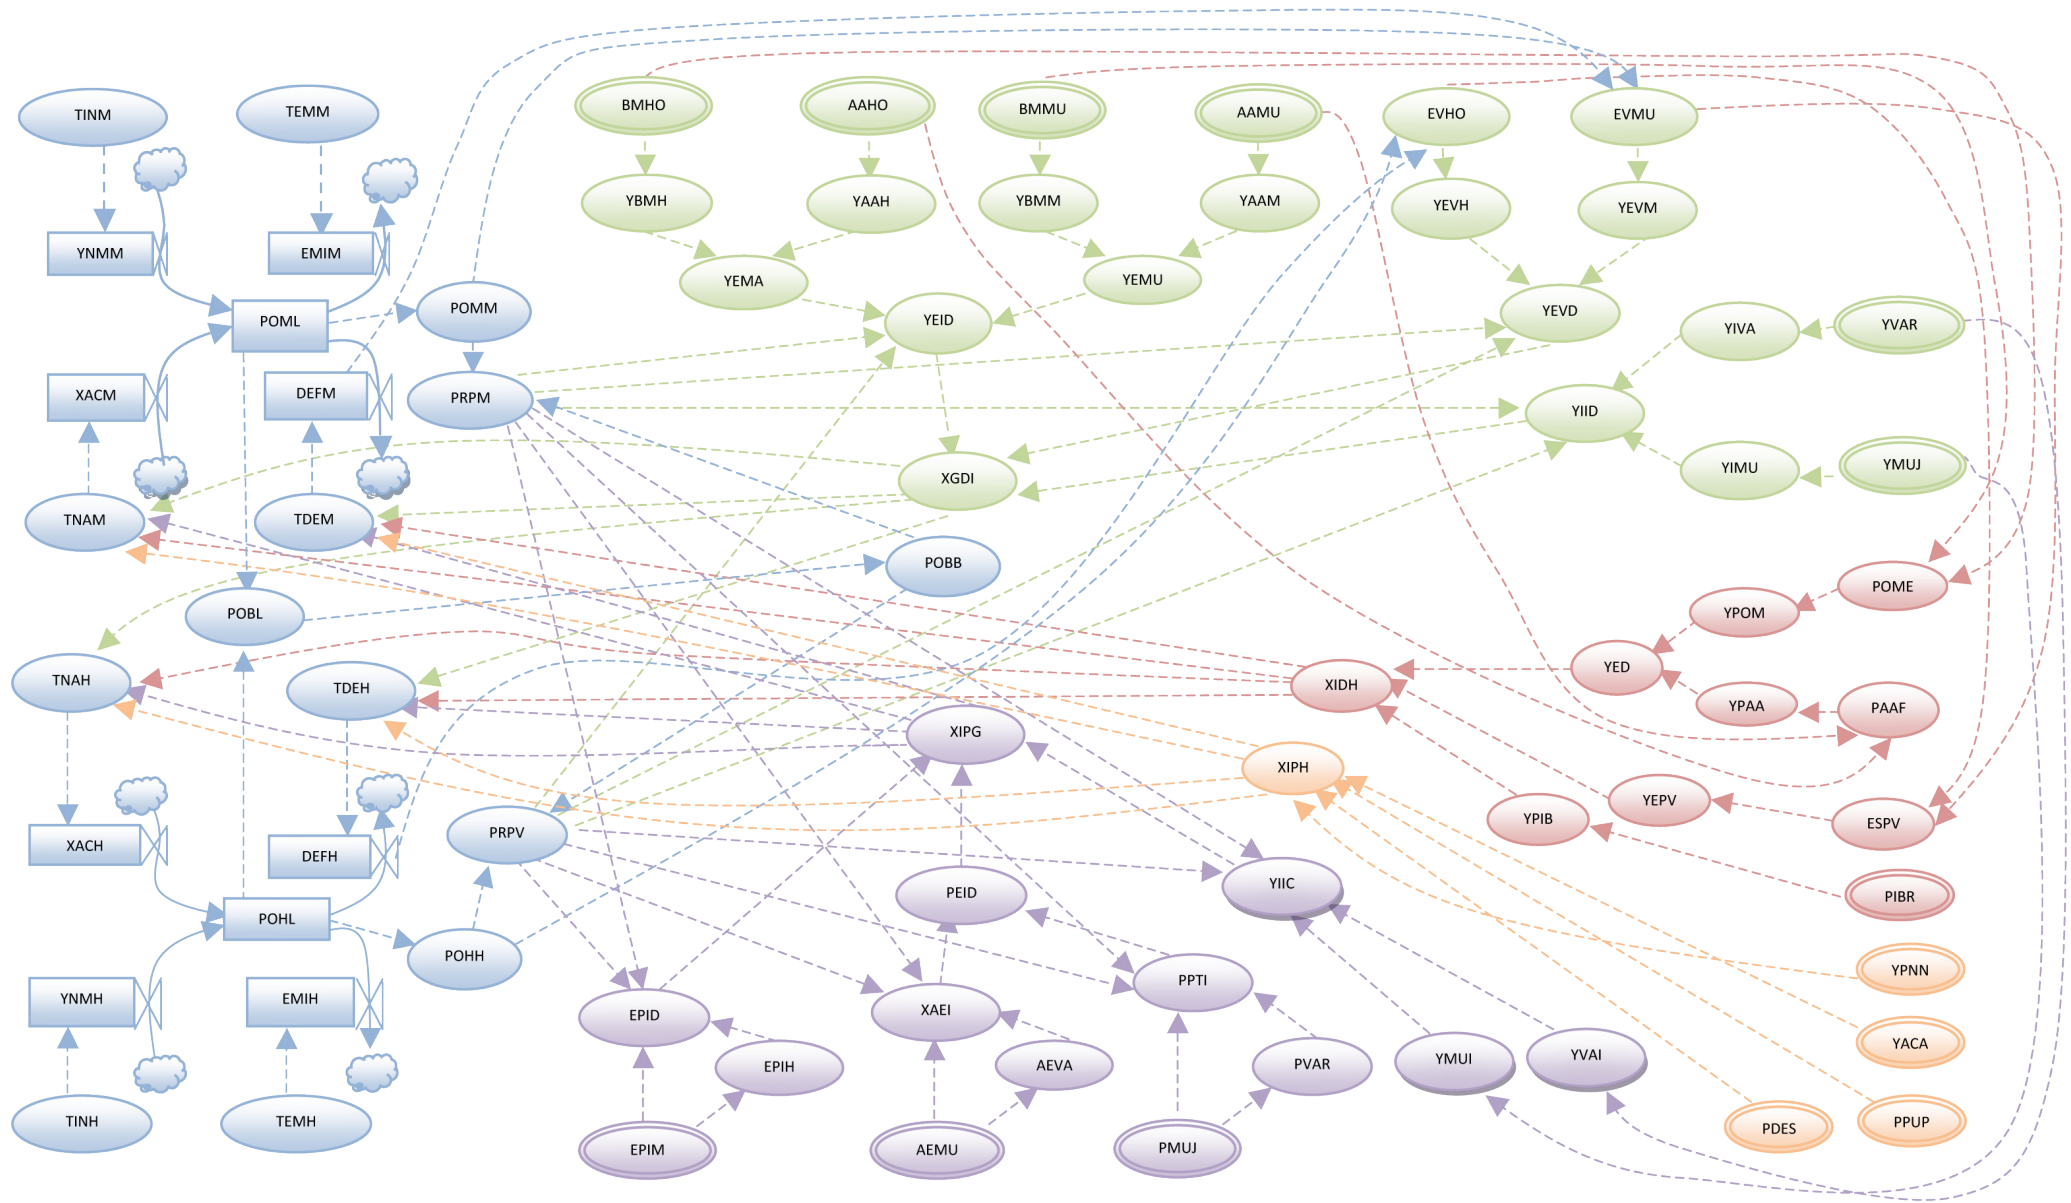 BMHO
AAHO
BMMU
AAMU
EVHO
EVMU
TINM
TEMM
YBMH
YAAH
YBMM
YAAM
YEVH
YEVM
YNMM
EMIM
YEMA
YEMU
POML
POMM
YEID
YEVD
YIVA
YVAR
XACM
DEFM
PRPM
YIID
YIMU
YMUJ
XGDI
TNAM
TDEM
POBB
POME
POBL
YPOM
YED
TNAH
TDEH
XIDH
YPAA
PAAF
XIPG
XIPH
YEPV
YPIB
ESPV
PRPV
XACH
DEFH
PEID
YIIC
PIBR
POHL
POHH
YPNN
PPTI
YNMH
EMIH
EPID
XAEI
YACA
EPIH
AEVA
PVAR
YMUI
YVAI
TINH
TEMH
PDES
PPUP
EPIM
AEMU
PMUJ